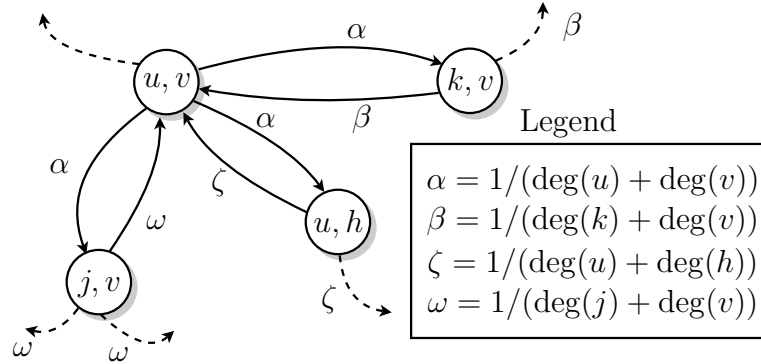 α
β
u, v
k, v
β
α
Legend
α
ζ
α = 1/(deg(u) + deg(v))
β = 1/(deg(k) + deg(v))
ζ = 1/(deg(u) + deg(h))
ω = 1/(deg(j) + deg(v))
ω
u, h
j, v
ζ
ω
ω